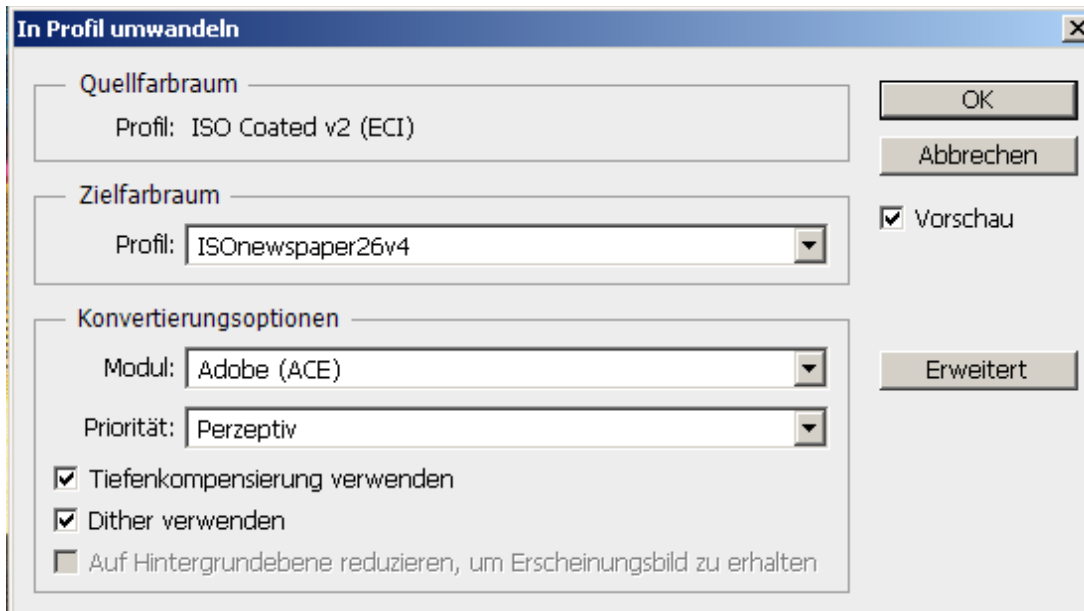 In Profil umwandeln
Quellfarbraum
Profil: ISO Coated v2 (ECI)
OK
Abbrechen
Zielfarbraum
Profil: ISOnewspaper26v4
Vorschau
Konvertierungsoptionen
Modul: Adobe (ACE)
Erweitert
Priorität: Perzeptiv
Tiefenkompensierung verwenden
Dither verwenden
Auf Hintergrundebene reduzieren, um Erscheinungsbild zu erhalten